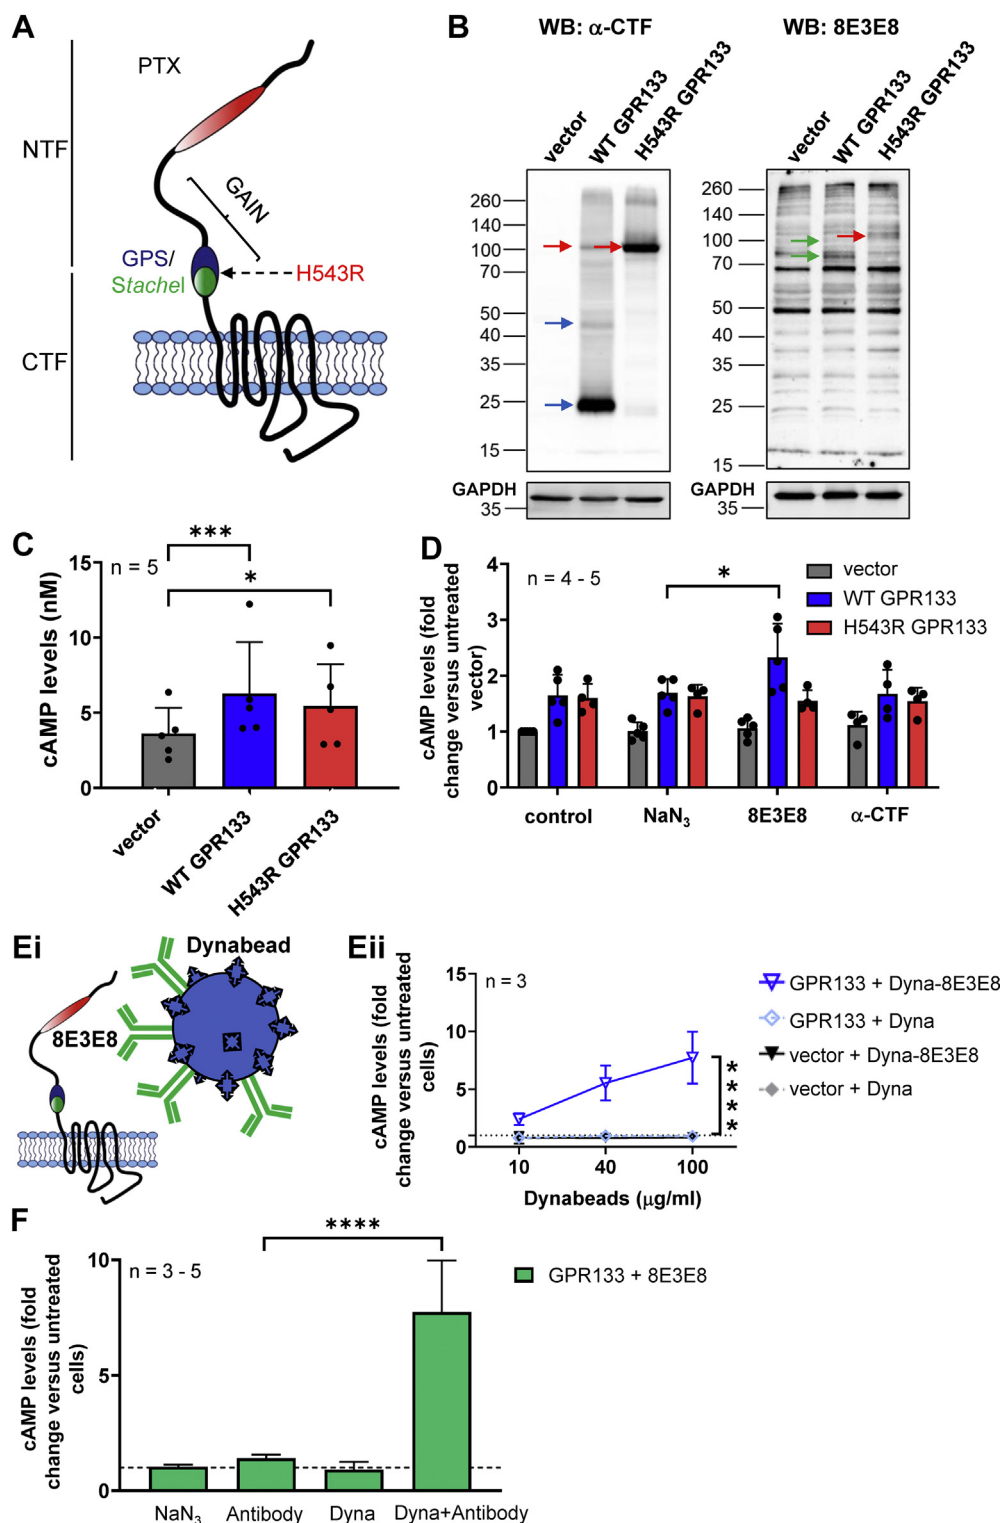 A
PTX
NTF
GAIN
GPS/
Stachel
H543R
CTF
B
WB: α-CTF
WB: 8E3E8
vector
WT GPR133
H543R GPR133
vector
WT GPR133
H543R GPR133
260
140
100
70
50
40
35
25
15
GAPDH
35
260
140
100
70
50
40
35
25
15
GAPDH
35
C
cAMP levels (nM)
15
10
5
0
n = 5
***
*
vector
WT GPR133
H543R GPR133
D
cAMP levels (fold
change versus untreated
vector)
4
3
2
1
0
n = 4 - 5
*
vector
WT GPR133
H543R GPR133
control
NaN₃
8E3E8
α-CTF
Ei
Dynabead
8E3E8
Eii
cAMP levels (fold
change versus untreated
cells)
15
10
5
0
n = 3
****
10
40
100
Dynabeads (μg/ml)
GPR133 + Dyna-8E3E8
GPR133 + Dyna
vector + Dyna-8E3E8
vector + Dyna
F
cAMP levels (fold
change versus untreated
cells)
10
5
0
n = 3 - 5
****
GPR133 + 8E3E8
NaN₃
Antibody
Dyna
Dyna+Antibody